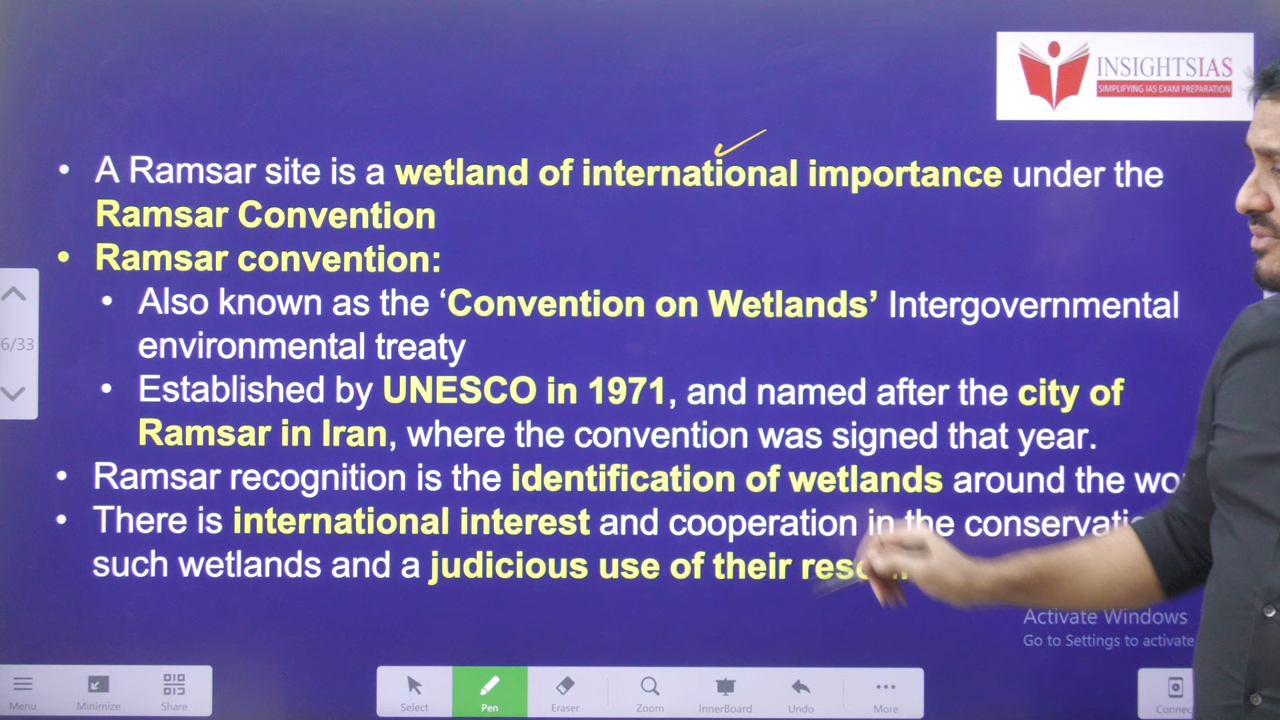 INSIGHTSIAS
SIMPLIFYING IAS EXAM PREPARATION
• A Ramsar site is a wetland of international importance under the
Ramsar Convention
• Ramsar convention:
• Also known as the ‘Convention on Wetlands’ Intergovernmental
environmental treaty
• Established by UNESCO in 1971, and named after the city of
Ramsar in Iran, where the convention was signed that year.
• Ramsar recognition is the identification of wetlands around the
• There is international interest and cooperation in the
such wetlands and a judicious use of their
6/33
Activate Windows
Go to Settings to activate
Menu Minimize Share Select Pen Eraser Zoom InnerBoard Undo More